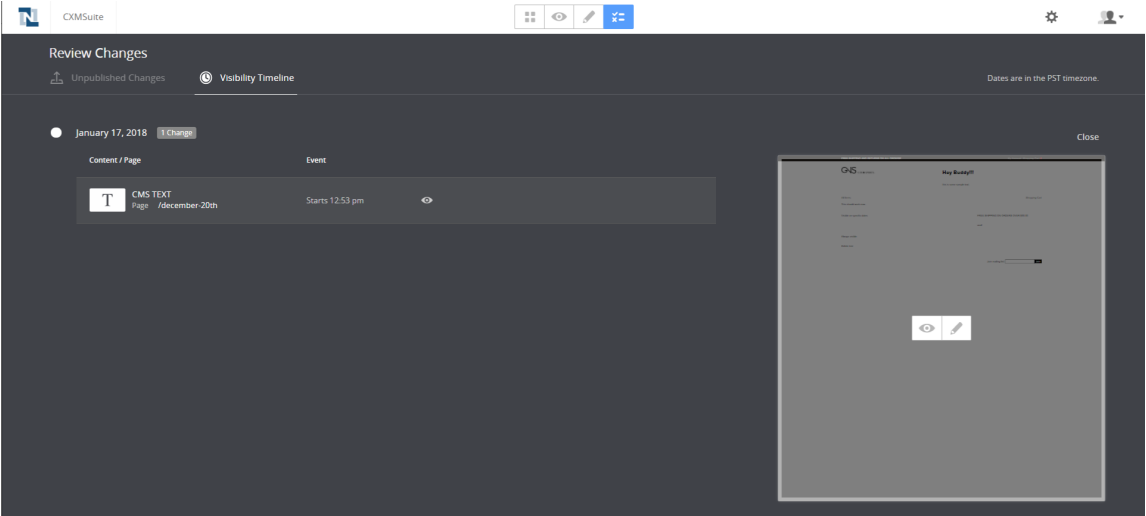 N
CXMSuite
Review Changes
Unpublished Changes
Visibility Timeline
Dates are in the PST timezone.
January 17, 2018
1 Change
Close
Content / Page
Event
T
CMS TEXT
Page /december-20th
Starts 12:53 pm
Hey Buddy!!!